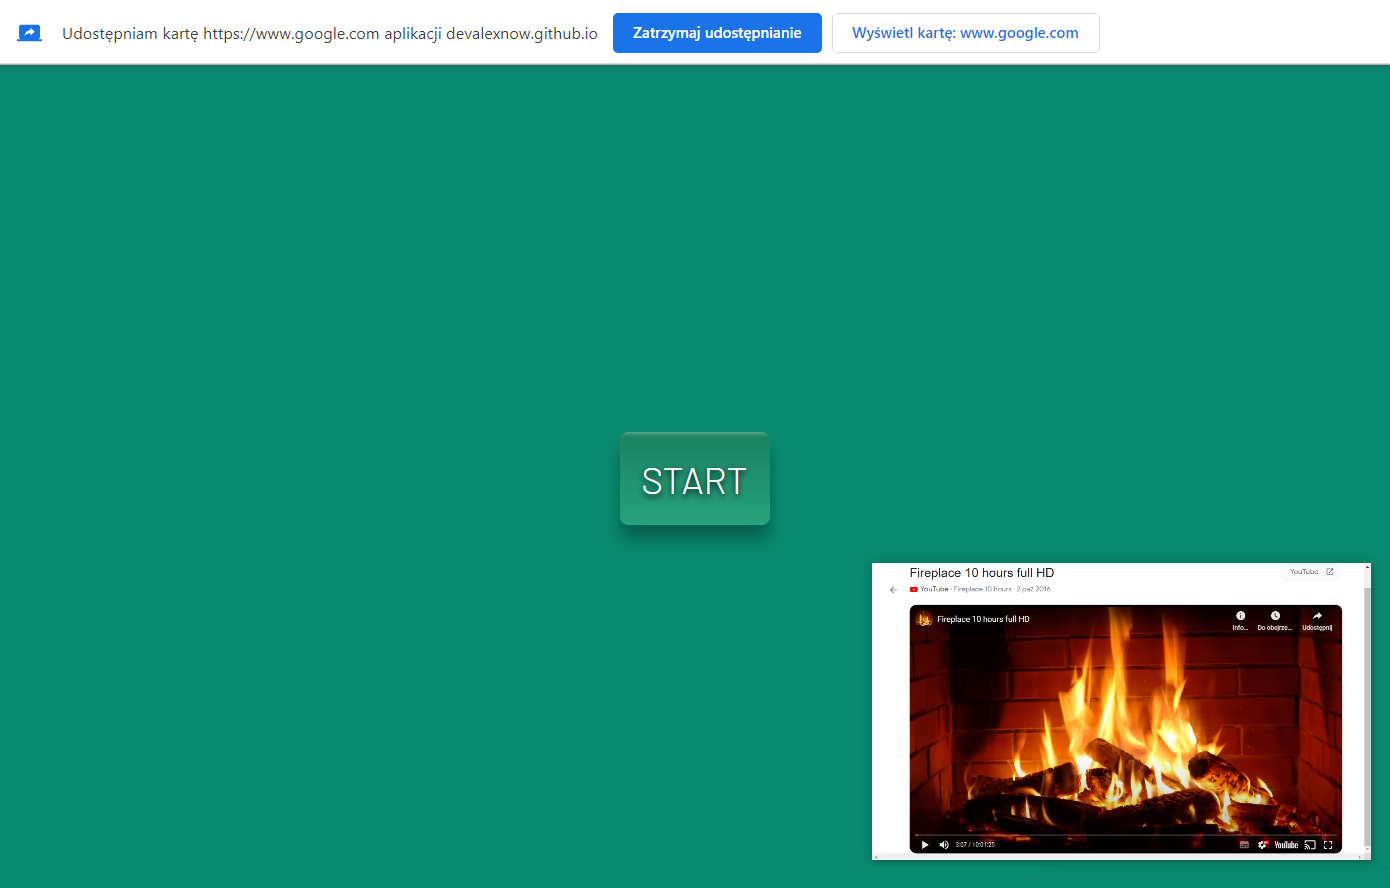 Udostępniam kartę https://www.google.com aplikacji devalexnow.github.io Zatrzymaj udostępnianie Wyświetl kartę: www.google.com
START
Fireplace 10 hours full HD YouTube
YouTube · Fireplace 10 hours · 2 paź 2016
Fireplace 10 hours full HD
Info... Do obejrze... Udostępnij
3:07 / 10:01:25 YouTube